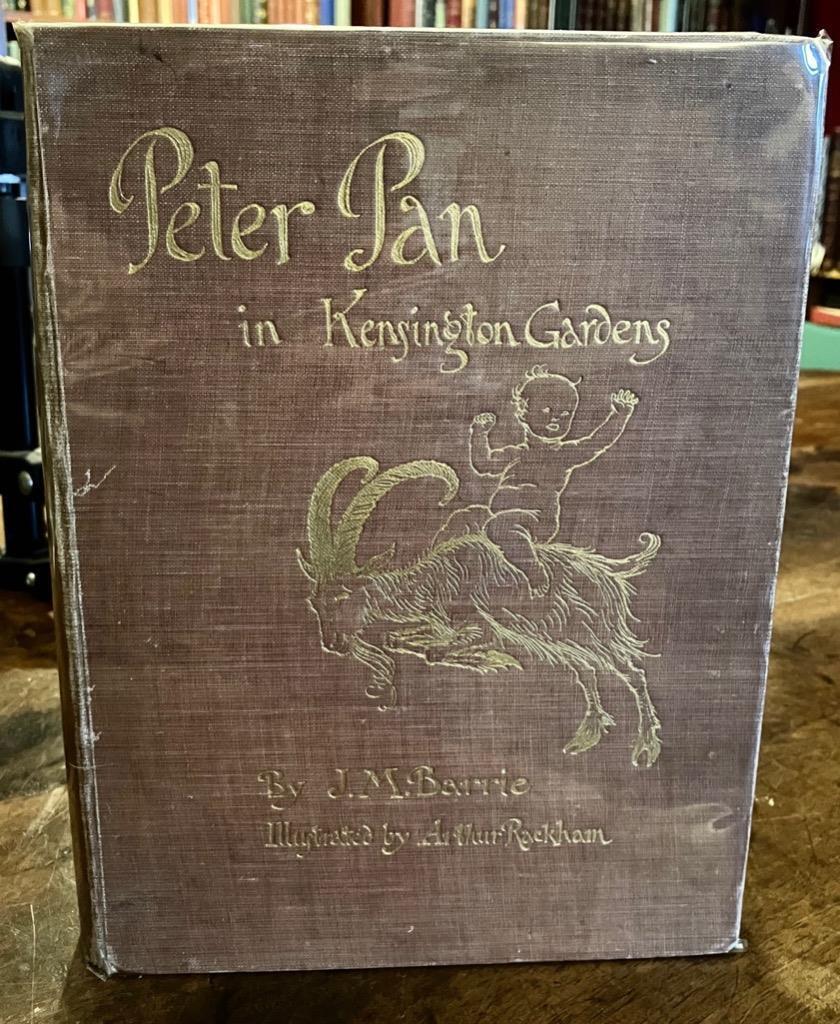 Peter Pan
in Kensington Gardens
By J. M. Barrie
Illustrated by Arthur Rackham